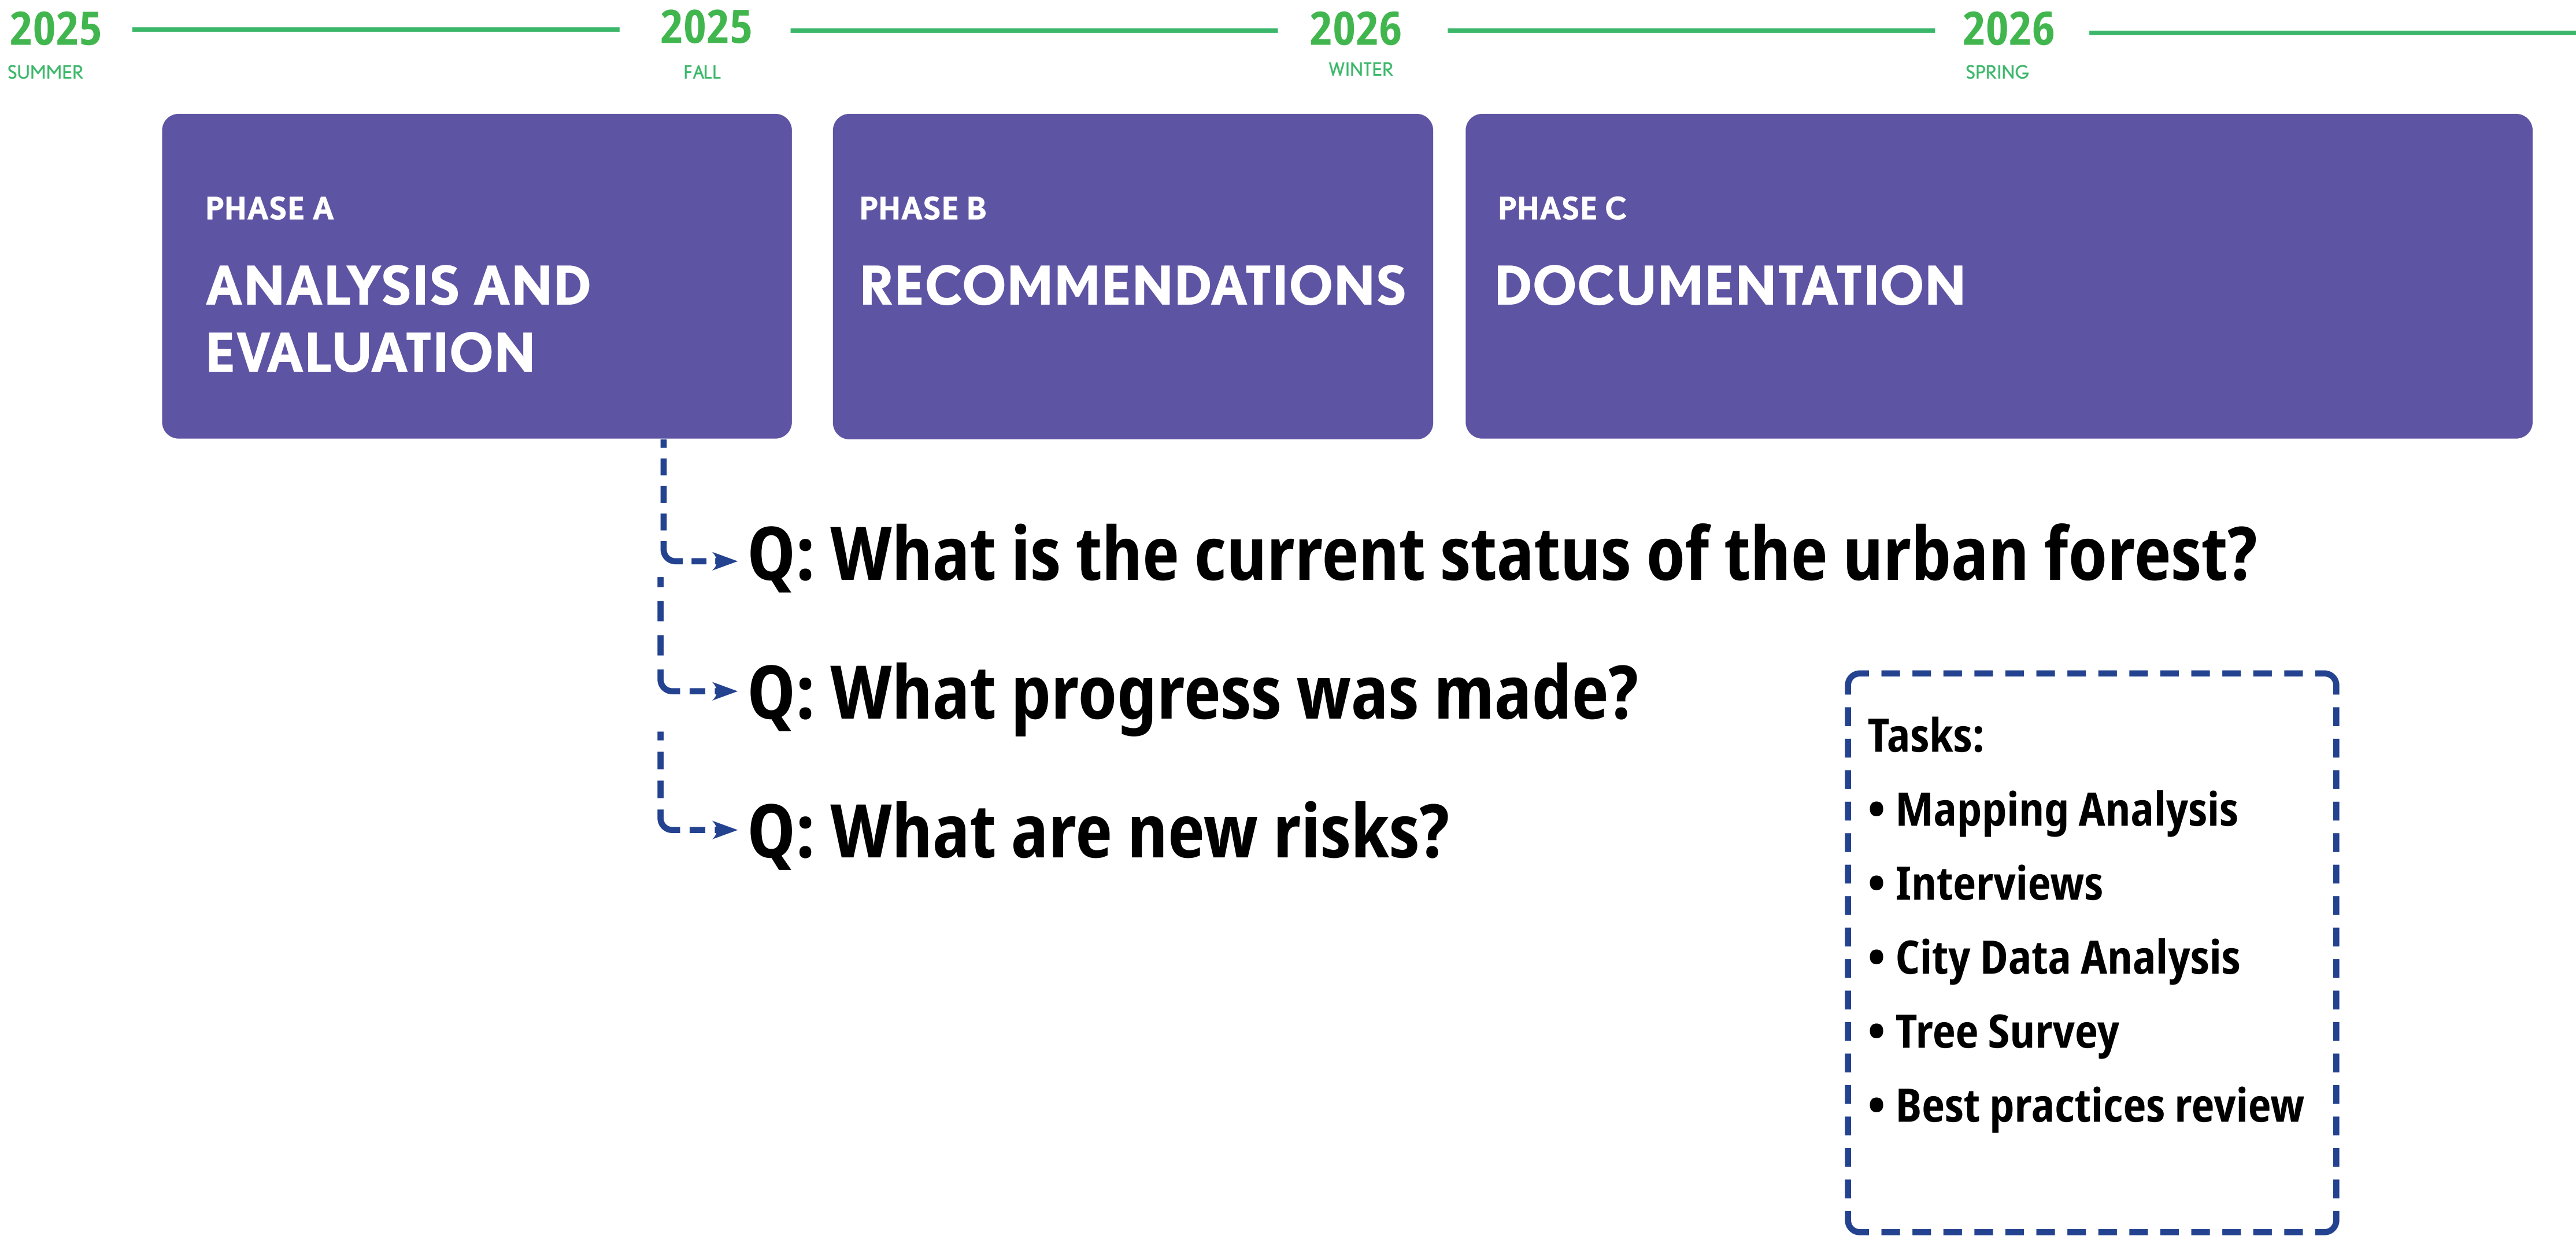 2025
SUMMER
2025
FALL
2026
WINTER
2026
SPRING
PHASE A
ANALYSIS AND
EVALUATION
PHASE B
RECOMMENDATIONS
PHASE C
DOCUMENTATION
Q: What is the current status of the urban forest?
Q: What progress was made?
Q: What are new risks?
Tasks:
• Mapping Analysis
• Interviews
• City Data Analysis
• Tree Survey
• Best practices review